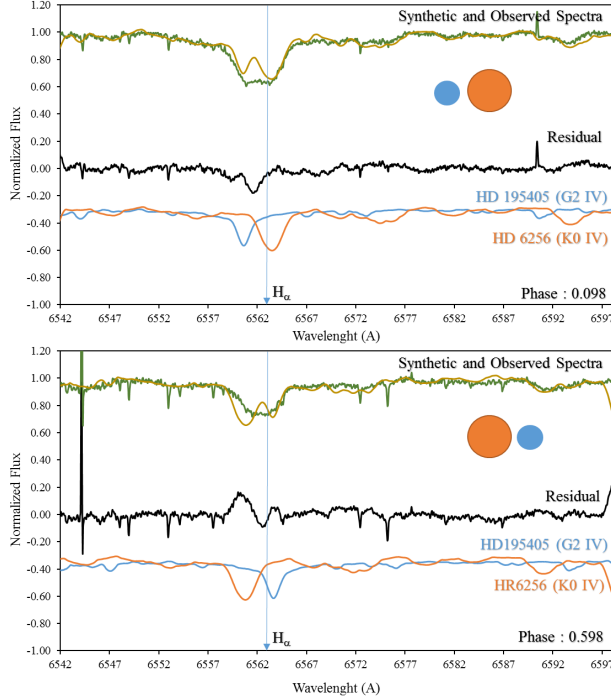 1.20
Synthetic and Observed Spectra
1.00
0.80
0.60
0.40
0.20
Residual
0.00
-0.20
HD 195405 (G2 IV)
-0.40
HD 6256 (K0 IV)
-0.60
-0.80
Hα
Phase : 0.098
-1.00
6542 6547 6552 6557 6562 6567 6572 6577 6582 6587 6592 6597
Wavelenght (A)
Normalized Flux
1.20
Synthetic and Observed Spectra
1.00
0.80
0.60
0.40
0.20
Residual
0.00
-0.20
HD195405 (G2 IV)
-0.40
HR6256 (K0 IV)
-0.60
-0.80
Hα
Phase : 0.598
-1.00
6542 6547 6552 6557 6562 6567 6572 6577 6582 6587 6592 6597
Wavelenght (A)
Normalized Flux